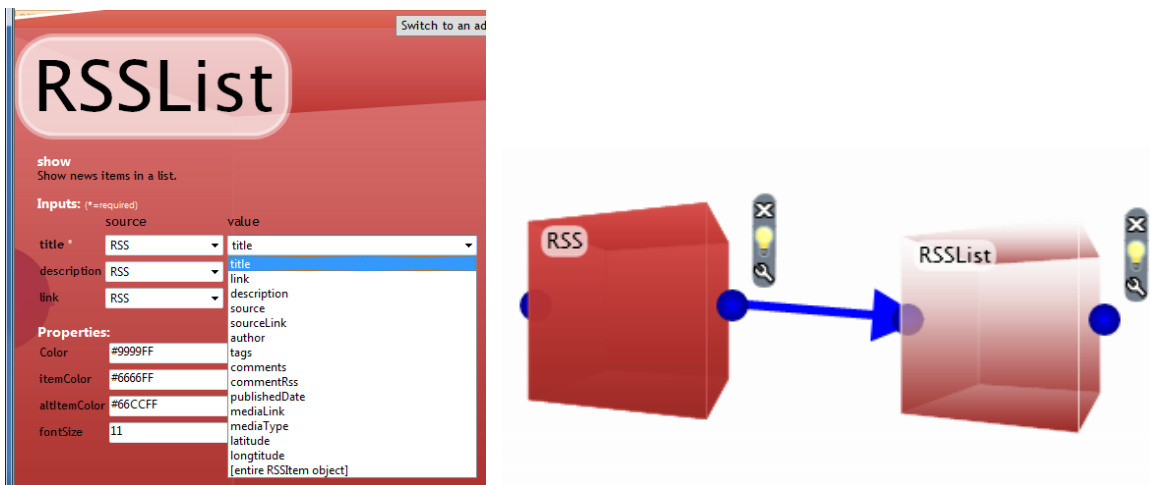 Switch to an ad
RSSList
show
Show news items in a list.
Inputs: (*=required)
source value
title * RSS title
description RSS
link RSS
title
link
description
source
sourceLink
author
tags
comments
commentRss
publishedDate
mediaLink
mediaType
latitude
longtitude
[entire RSSItem object]
Properties:
Color #9999FF
itemColor #6666FF
altItemColor #66CCFF
fontSize 11
RSS
RSSList